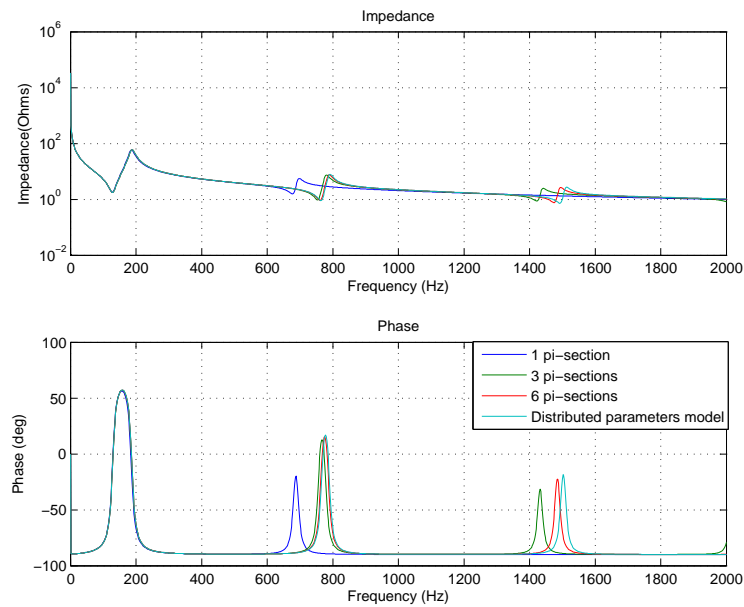 Impedance
Impedance(Ohms)
10^6
10^4
10^2
10^0
10^−2
0 200 400 600 800 1000 1200 1400 1600 1800 2000
Frequency (Hz)
Phase
Phase (deg)
100
50
0
−50
−100
1 pi−section
3 pi−sections
6 pi−sections
Distributed parameters model
0 200 400 600 800 1000 1200 1400 1600 1800 2000
Frequency (Hz)